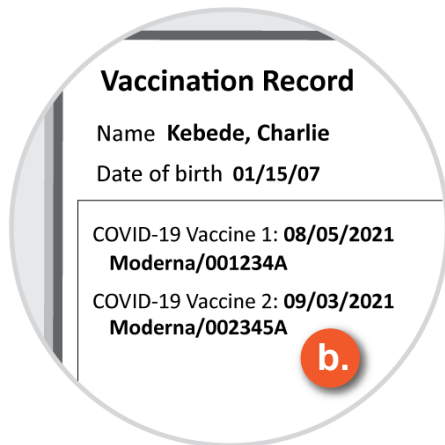 Vaccination Record
Name Kebede, Charlie
Date of birth 01/15/07
COVID-19 Vaccine 1: 08/05/2021
Moderna/001234A
COVID-19 Vaccine 2: 09/03/2021
Moderna/002345A
b.